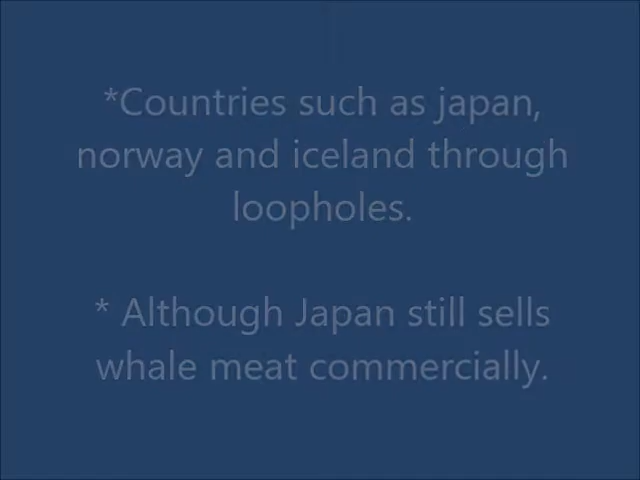 *Countries such as japan,
norway and iceland through
loopholes.
* Although Japan still sells
whale meat commercially.